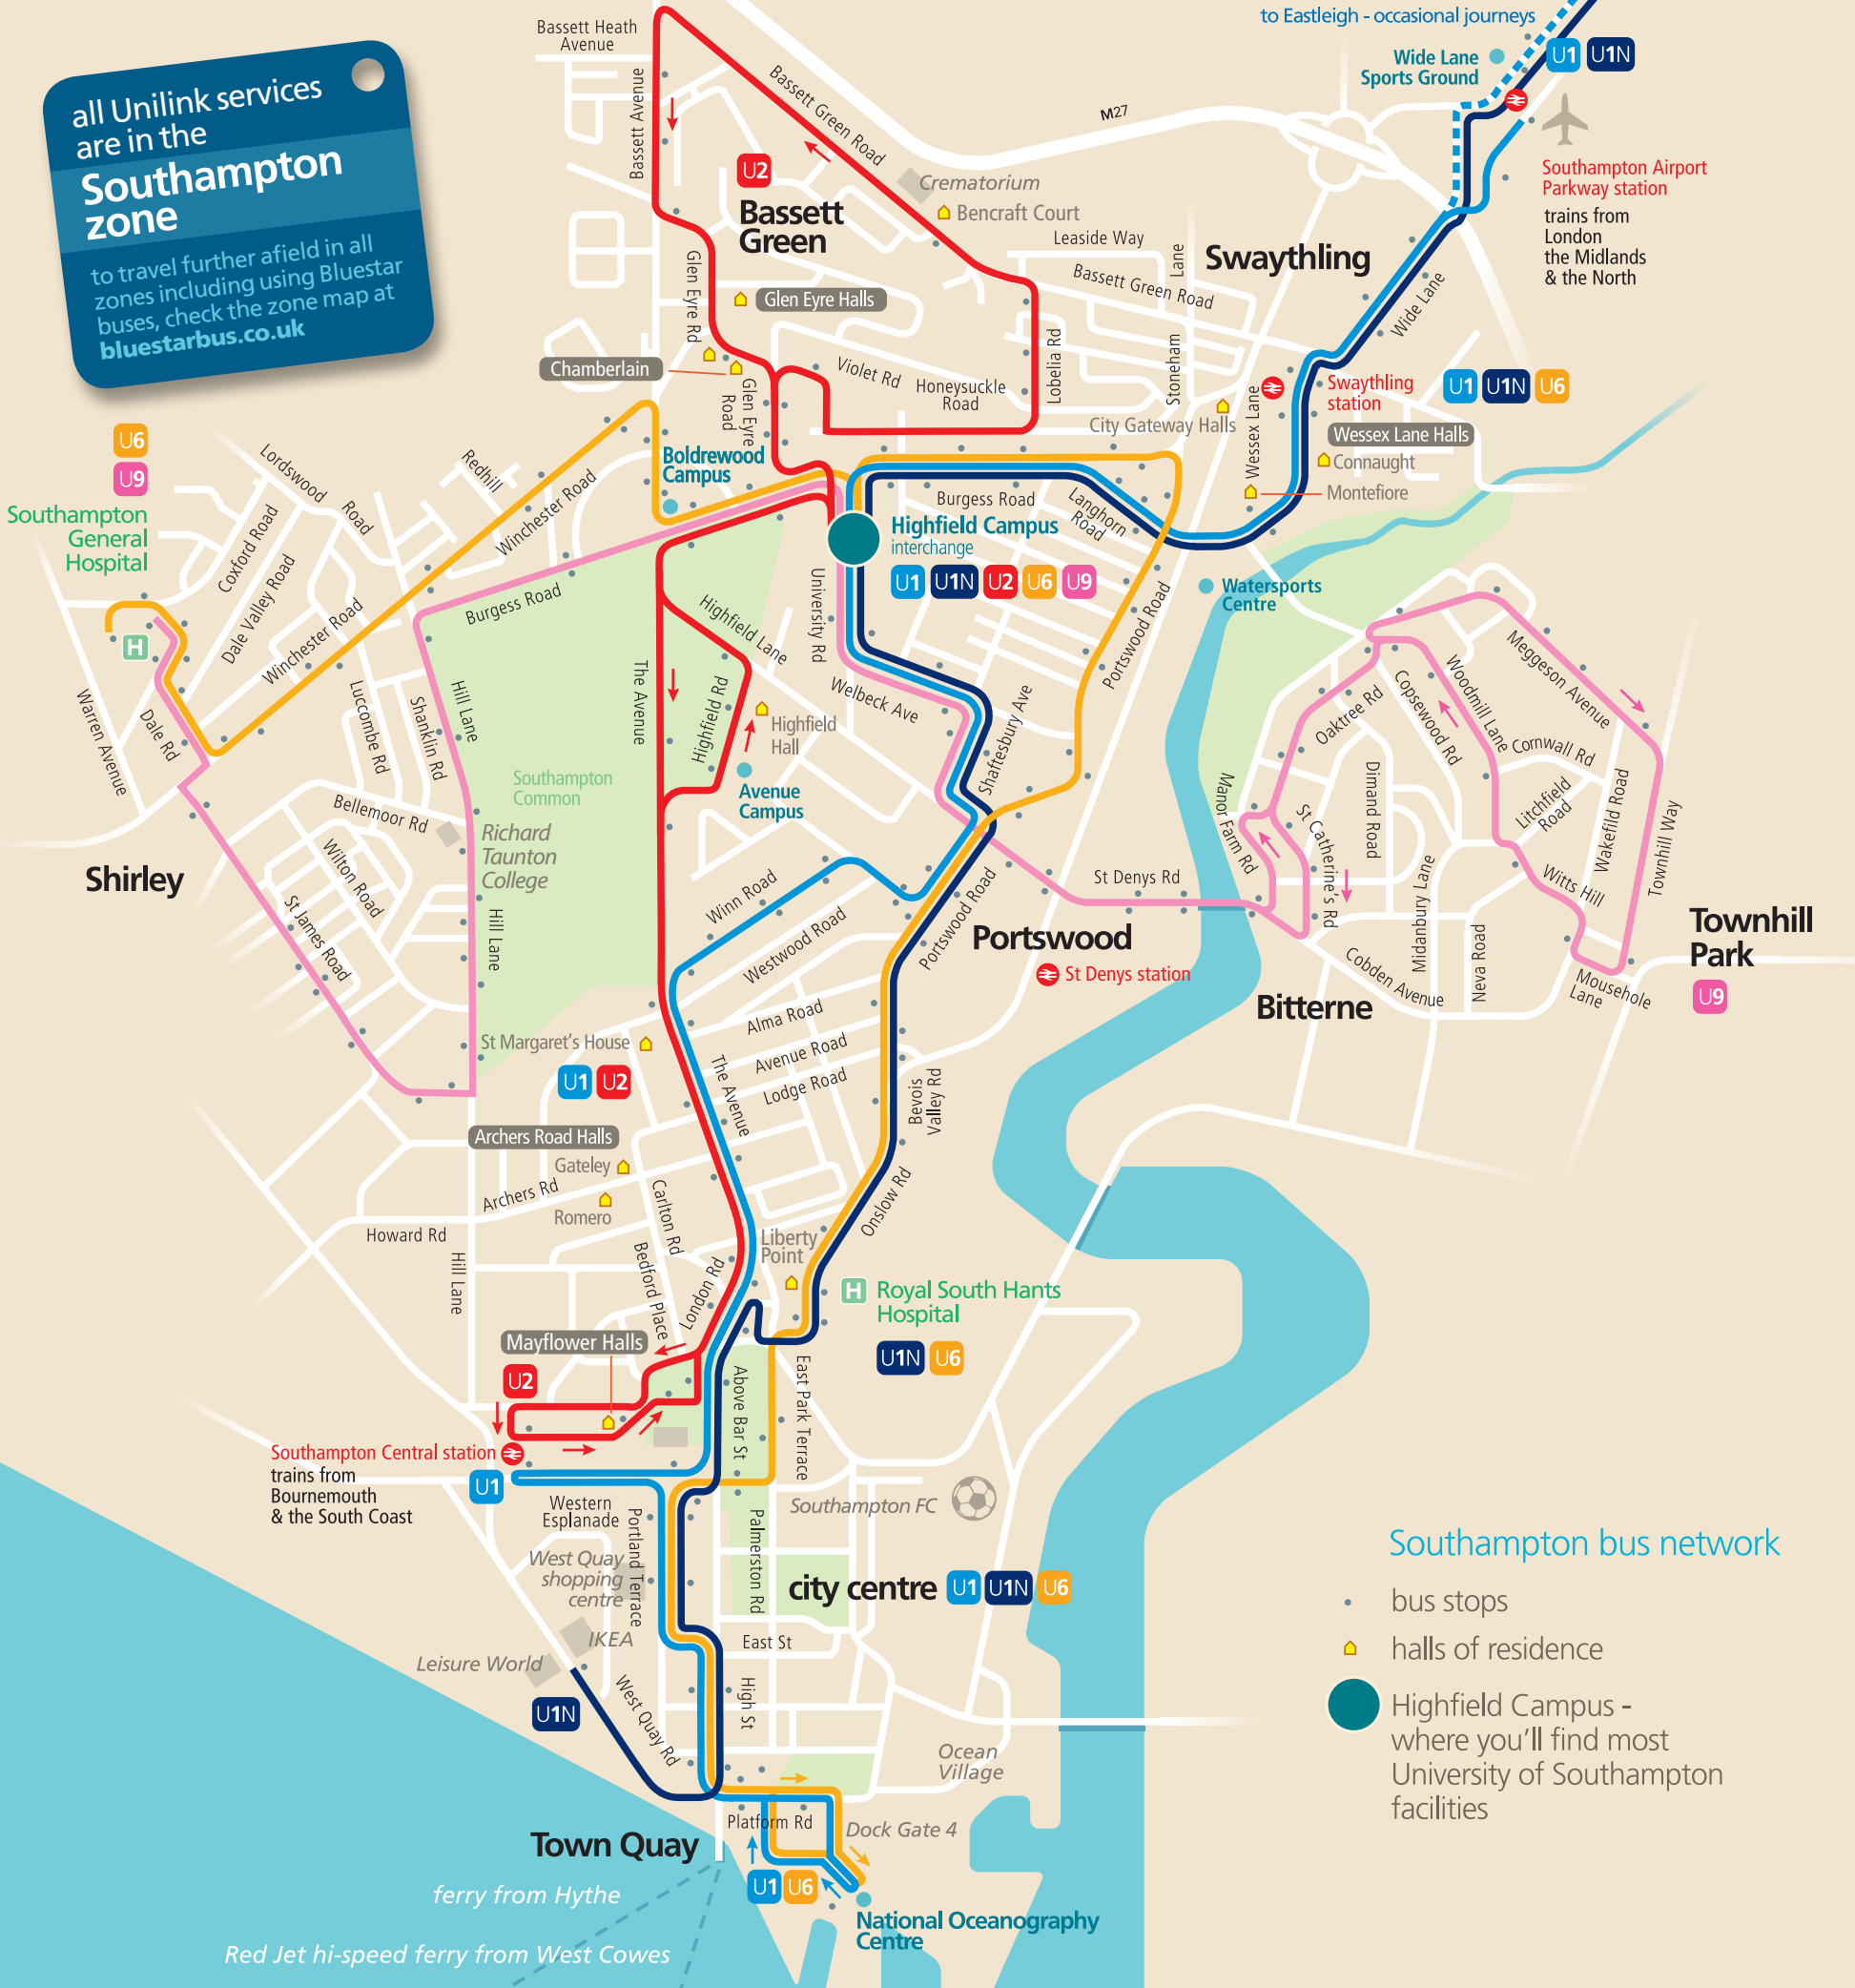 all Unilink services
are in the
Southampton
zone
to travel further afield in all
zones including using Bluestar
buses, check the zone map at
bluestarbus.co.uk
to Eastleigh - occasional journeys
Wide Lane
Sports Ground
U1 U1N
Southampton Airport
Parkway station
trains from
London
the Midlands
& the North
M27
Bassett Heath
Avenue
Bassett Avenue
Bassett Green Road
U2
Bassett
Green
Crematorium
Bencraft Court
Leaside Way
Bassett Green Road
Stoneham
Lane
Swaythling
Wide Lane
Glen Eyre Rd
Glen Eyre Halls
Chamberlain
Glen Eyre
Road
Violet Rd
Honeysuckle
Road
Lobelia Rd
City Gateway Halls
Wessex Lane
Swaythling
station
U1 U1N U6
Wessex Lane Halls
Connaught
Montefiore
U6
U9
Southampton
General
Hospital
H
Lordswood
Road
Redhill
Coxford Road
Dale Valley Road
Winchester Road
Winchester Road
Boldrewood
Campus
Burgess Road
Burgess Road
Langhorn
Road
Highfield Campus
interchange
U1 U1N U2 U6 U9
Watersports
Centre
University Rd
Highfield Lane
Portswood Road
Warren Avenue
Dale Rd
Luccombe Rd
Shanklin Rd
Hill Lane
The Avenue
Highfield Rd
Highfield
Hall
Welbeck Ave
Shaftesbury Ave
Avenue
Campus
Southampton
Common
Bellemoor Rd
Richard
Taunton
College
Shirley
Wilton Road
St James Road
Hill Lane
Winn Road
Westwood Road
Portswood Road
Portswood
St Denys station
St Denys Rd
Meggeson Avenue
Woodmill Lane
Copsewood Rd
Oaktree Rd
Cornwall Rd
Manor Farm Rd
St Catherine's Rd
Dimand Road
Litchfield
Road
Wakefild Road
Townhill Way
Midanbury Lane
Witts Hill
Cobden Avenue
Neva Road
Mousehole
Lane
Townhill
Park
U9
Bitterne
Alma Road
Avenue Road
Lodge Road
The Avenue
Bevois
Valley Rd
St Margaret's House
U1 U2
Archers Road Halls
Gateley
Archers Rd
Romero
Howard Rd
Hill Lane
Carlton Rd
Bedford Place
London Rd
Liberty
Point
Onslow Rd
H
Royal South Hants
Hospital
U1N U6
Mayflower Halls
U2
Southampton Central station
trains from
Bournemouth
& the South Coast
U1
Above Bar St
East Park Terrace
Western
Esplanade
Portland Terrace
West Quay
shopping
centre
Palmerston Rd
Southampton FC
city centre U1 U1N U6
IKEA
Leisure World
East St
U1N
West Quay Rd
High St
Ocean
Village
Platform Rd
Dock Gate 4
Town Quay
U1 U6
National Oceanography
Centre
ferry from Hythe
Red Jet hi-speed ferry from West Cowes
Southampton bus network
bus stops
halls of residence
Highfield Campus -
where you'll find most
University of Southampton
facilities